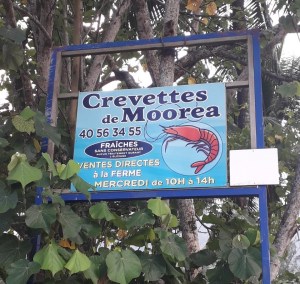 Crevettes
de Moorea
40 56 34 55
FRAÎCHES
SANS CONSERVATEUR
VENTES DIRECTES
à la FERME
MERCREDI de 10H à 14h